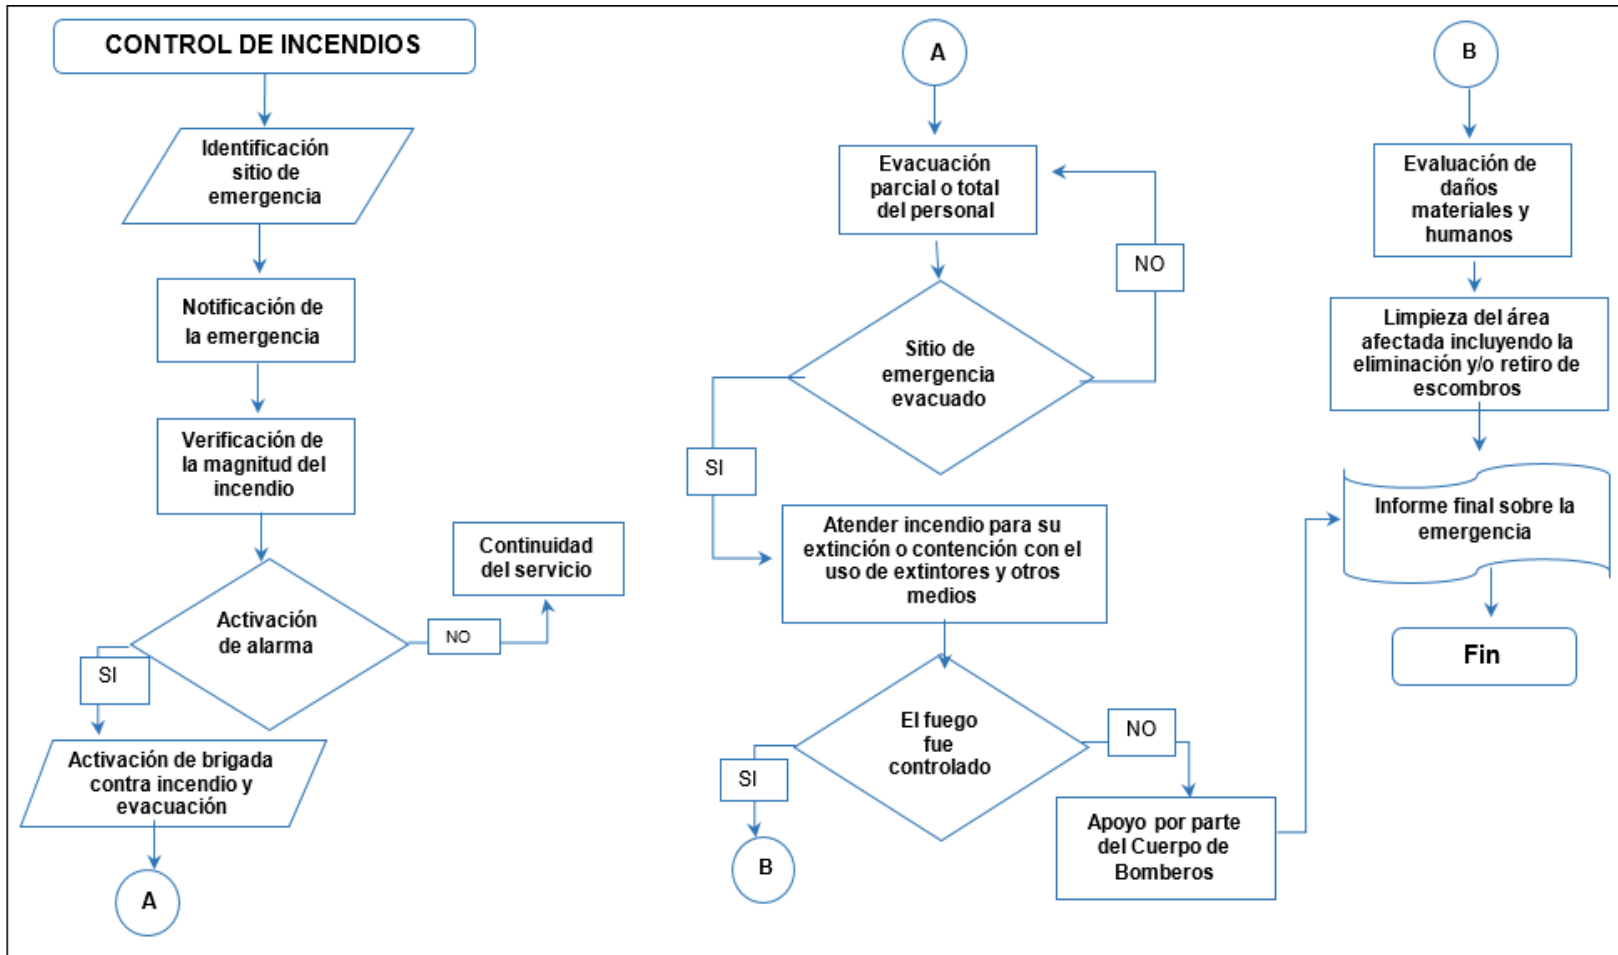 CONTROL DE INCENDIOS
Identificación
sitio de
emergencia
Notificación de
la emergencia
Verificación de
la magnitud del
incendio
Activación
de alarma
NO
Continuidad
del servicio
SI
Activación de brigada
contra incendio y
evacuación
A
A
Evacuación
parcial o total
del personal
NO
Sitio de
emergencia
evacuado
SI
Atender incendio para su
extinción o contención con el
uso de extintores y otros
medios
El fuego
fue
controlado
NO
SI
B
Apoyo por parte
del Cuerpo de
Bomberos
B
Evaluación de
daños
materiales y
humanos
Limpieza del área
afectada incluyendo la
eliminación y/o retiro de
escombros
Informe final sobre la
emergencia
Fin